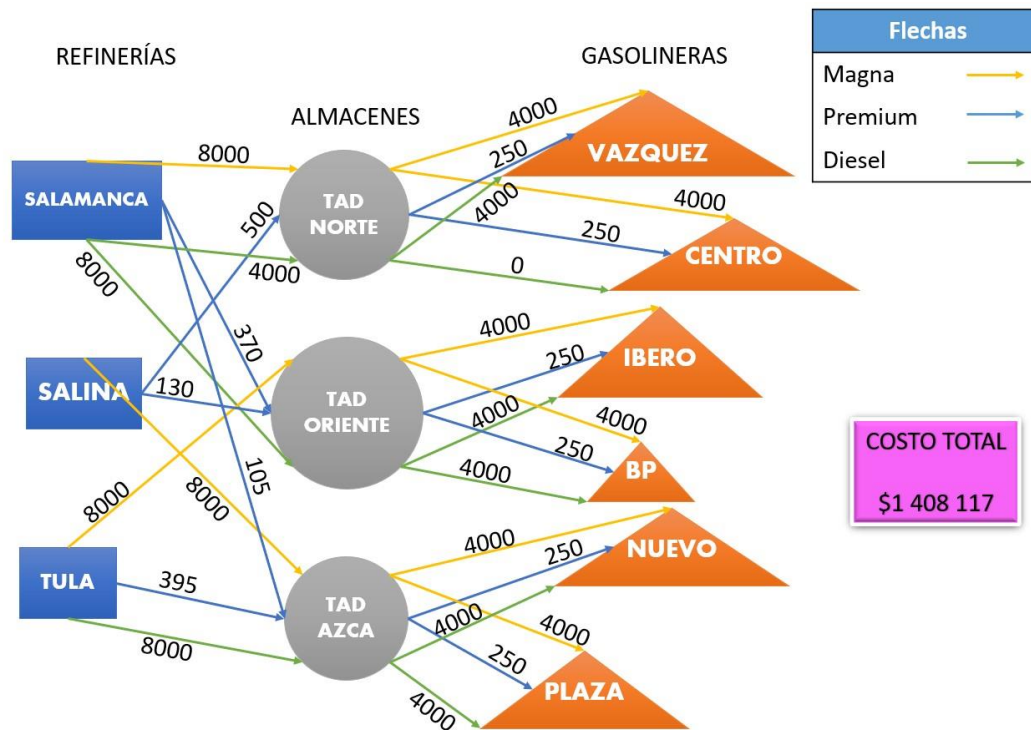 REFINERÍAS
ALMACENES
GASOLINERAS
Flechas
Magna
Premium
Diesel
SALAMANCA
SALINA
TULA
8000
500
4000
8000
370
130
105
8000
8000
395
8000
TAD
NORTE
TAD
ORIENTE
TAD
AZCA
4000
250
4000
4000
250
0
4000
250
4000
4000
250
4000
4000
250
4000
4000
250
4000
VAZQUEZ
CENTRO
IBERO
BP
NUEVO
PLAZA
COSTO TOTAL
$1 408 117